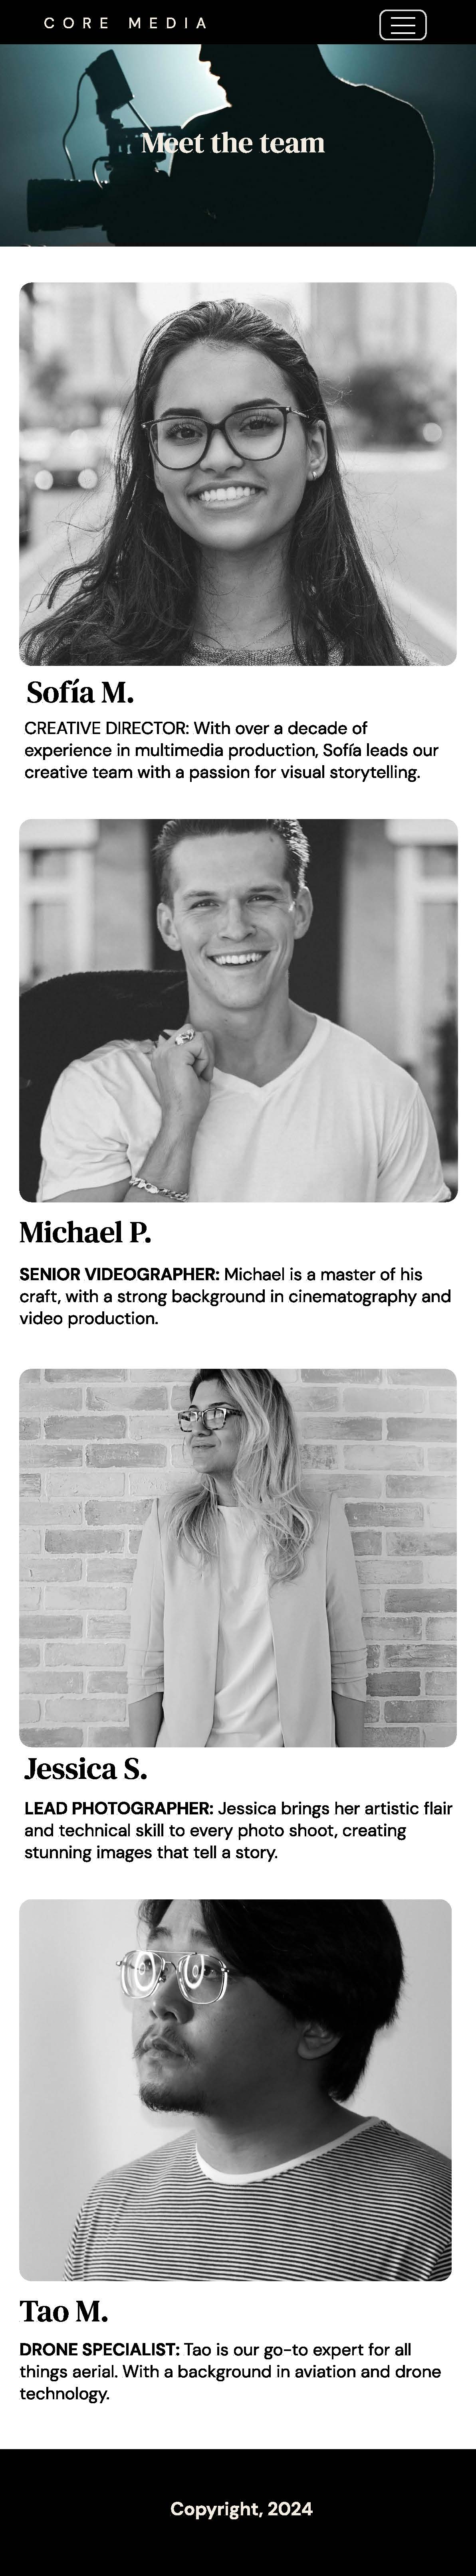 CORE MEDIA
Meet the team
Sofía M.
CREATIVE DIRECTOR: With over a decade of
experience in multimedia production, Sofía leads our
creative team with a passion for visual storytelling.
Michael P.
SENIOR VIDEOGRAPHER: Michael is a master of his
craft, with a strong background in cinematography and
video production.
Jessica S.
LEAD PHOTOGRAPHER: Jessica brings her artistic flair
and technical skill to every photo shoot, creating
stunning images that tell a story.
Tao M.
DRONE SPECIALIST: Tao is our go-to expert for all
things aerial. With a background in aviation and drone
technology.
Copyright, 2024